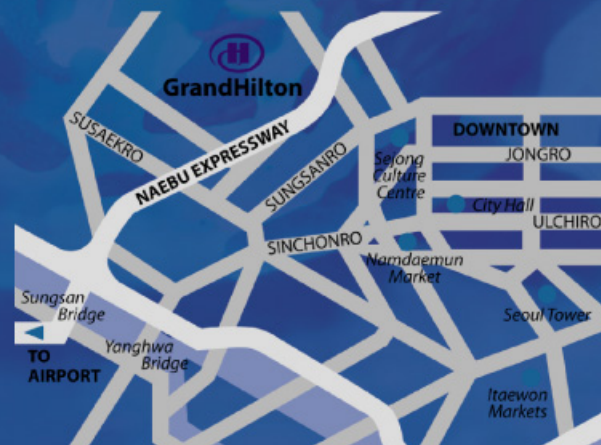 H
GrandHilton
SUSAEKRO
NAEBU EXPRESSWAY
SUNGSANRO
DOWNTOWN
JONGRO
Sejong
Culture
Centre
City Hall
ULCHIRO
SINCHONRO
Namdaemun
Market
Sungsan
Bridge
Seoul Tower
TO
AIRPORT
Yanghwa
Bridge
Itaewon
Markets